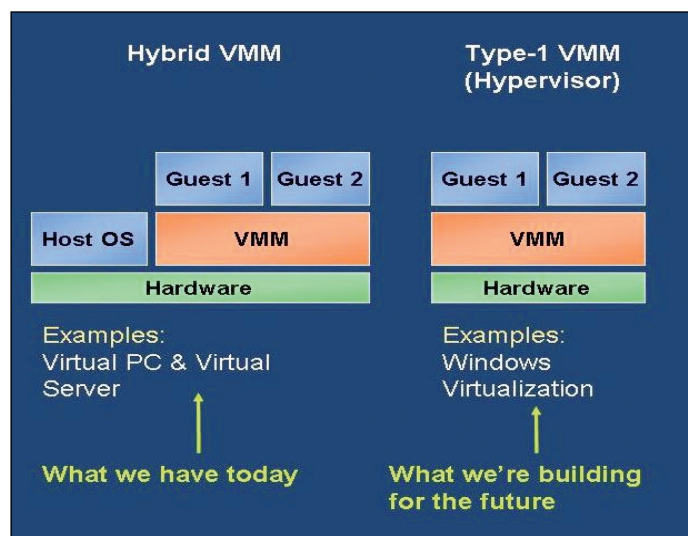 Hybrid VMM
Guest 1
Guest 2
Host OS
VMM
Hardware
Examples:
Virtual PC & Virtual
Server
What we have today
Type-1 VMM
(Hypervisor)
Guest 1
Guest 2
VMM
Hardware
Examples:
Windows
Virtualization
What we're building
for the future